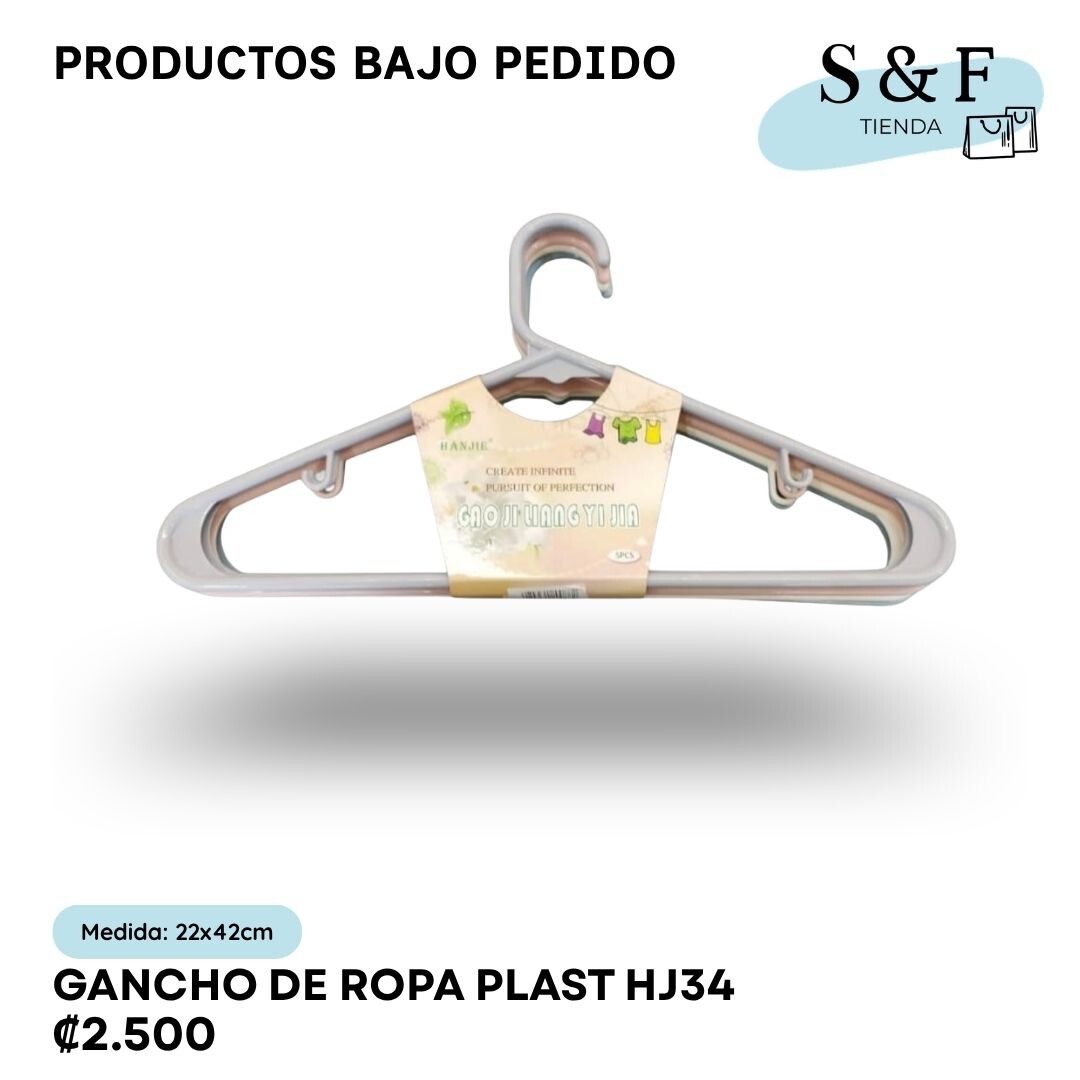 PRODUCTOS BAJO PEDIDO
S & F
TIENDA
HANJIE
CREATE INFINITE
PURSUIT OF PERFECTION
GAO JI LIANG YI JIA
5PCS
Medida: 22x42cm
GANCHO DE ROPA PLAST HJ34
₡2.500